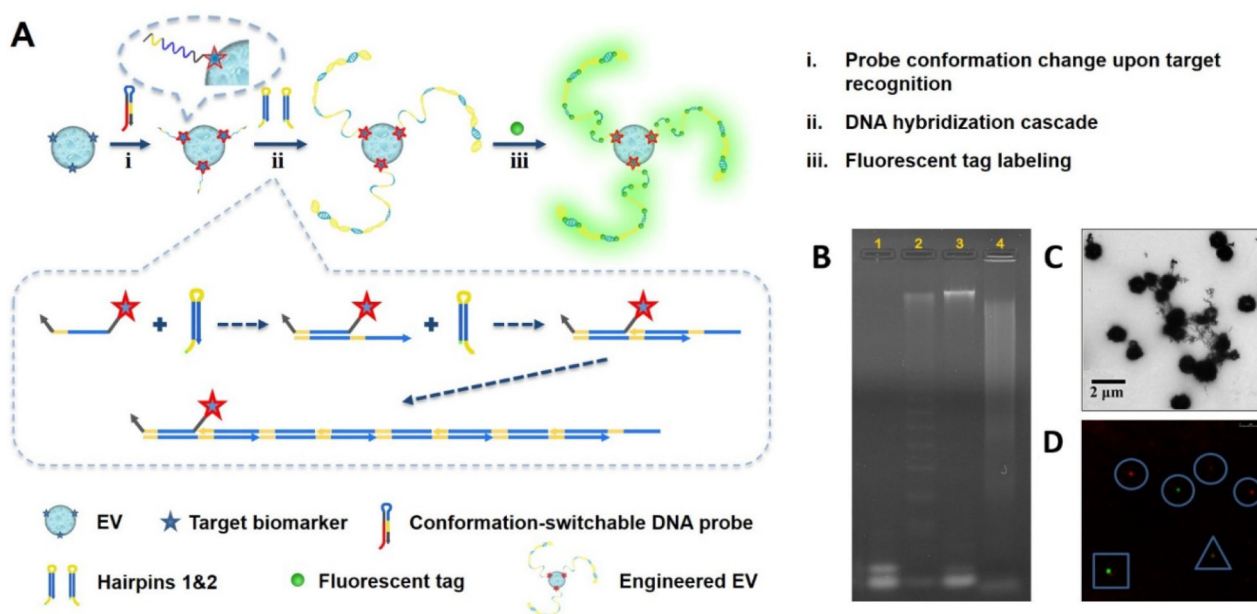 A
i
ii
iii
i. Probe conformation change upon target
recognition
ii. DNA hybridization cascade
iii. Fluorescent tag labeling
+
+
EV
Target biomarker
Conformation-switchable DNA probe
Hairpins 1&2
Fluorescent tag
Engineered EV
B
1 2 3 4
C
2 µm
D